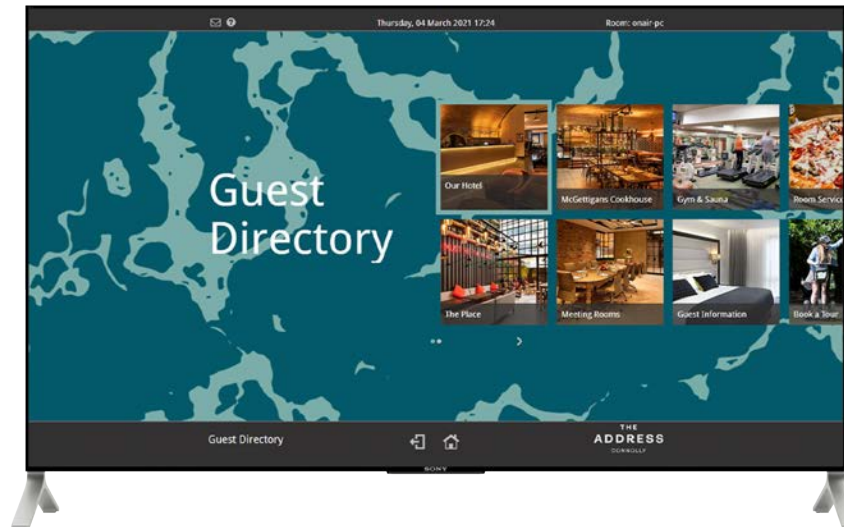 Thursday, 04 March 2021 17:24
Room: onair-pc
Guest
Directory
Our Hotel
McGettigans Cookhouse
Gym & Sauna
Room Service
The Place
Meeting Rooms
Guest Information
Book a Tour
Guest Directory
THE
ADDRESS
CONNOLLY
SONY